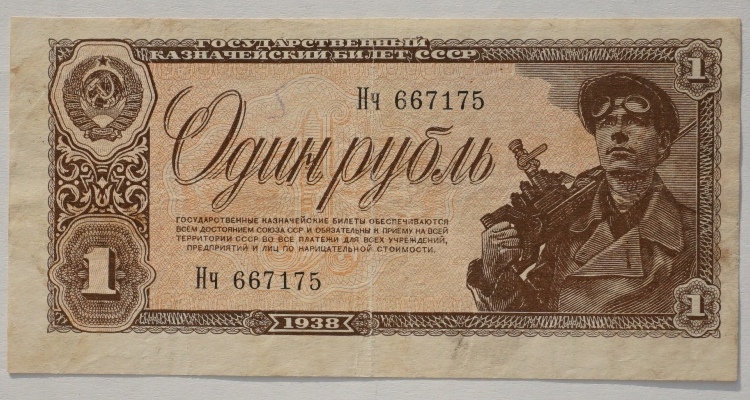 ГОСУДАРСТВЕННЫЙ
КАЗНАЧЕЙСКИЙ БИЛЕТ СССР
1
Нч 667175
Один рубль
ГОСУДАРСТВЕННЫЕ КАЗНАЧЕЙСКИЕ БИЛЕТЫ ОБЕСПЕЧИВАЮТСЯ
ВСЕМ ДОСТОЯНИЕМ СОЮЗА ССР И ОБЯЗАТЕЛЬНЫ К ПРИЕМУ НА ВСЕЙ
ТЕРРИТОРИИ СССР ВО ВСЕ ПЛАТЕЖИ ДЛЯ ВСЕХ УЧРЕЖДЕНИЙ,
ПРЕДПРИЯТИЙ И ЛИЦ ПО НАРИЦАТЕЛЬНОЙ СТОИМОСТИ.
1
Нч 667175
1
1938